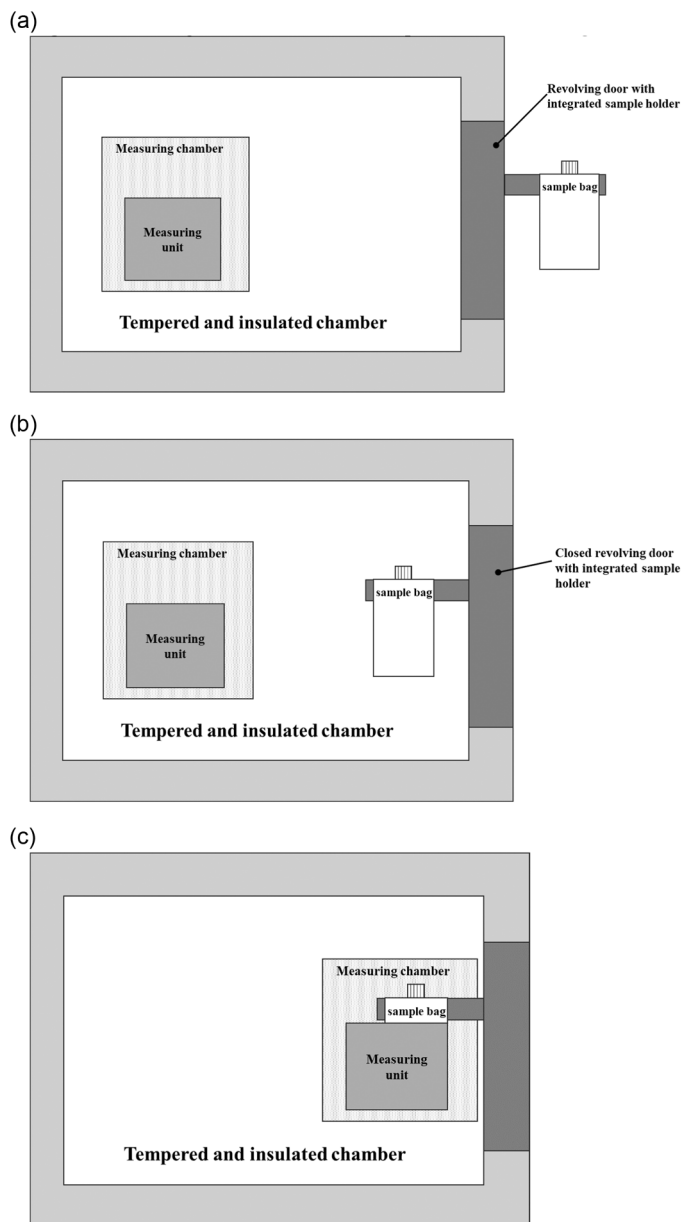 (a)
Revolving door with
integrated sample holder
Measuring chamber
sample bag
Measuring
unit
Tempered and insulated chamber
(b)
Measuring chamber
Closed revolving door
with integrated sample
holder
sample bag
Measuring
unit
Tempered and insulated chamber
(c)
Measuring chamber
sample bag
Measuring
unit
Tempered and insulated chamber